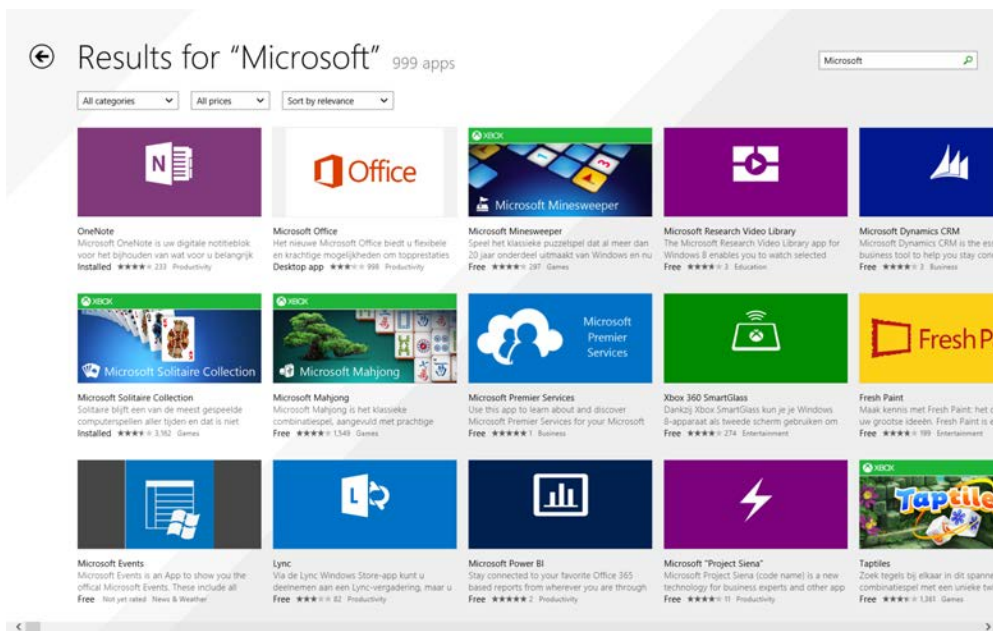 Results for “Microsoft” 999 apps
Microsoft
All categories
All prices
Sort by relevance
N
OneNote
Microsoft OneNote is uw digitale notitieblok
voor het bijhouden van wat voor u belangrijk
Installed 233 Productivity
Office
Microsoft Office
Het nieuwe Microsoft Office biedt u flexibele
en krachtige mogelijkheden om topprestaties
Desktop app 998 Productivity
XBOX
Microsoft Minesweeper
Microsoft Minesweeper
Speel het klassieke puzzelspel dat al meer dan
20 jaar onderdeel uitmaakt van Windows en nu
Free 297 Games
Microsoft Research Video Library
The Microsoft Research Video Library app for
Windows 8 enables you to watch selected
Free 3 Education
Microsoft Dynamics CRM
Microsoft Dynamics CRM is the
business tool to help you stay
Free 3 Business
XBOX
Microsoft Solitaire Collection
Microsoft Solitaire Collection
Solitaire blijft een van de meest gespeelde
computerspellen aller tijden en dat is niet
Installed 3,162 Games
XBOX
Microsoft Mahjong
Microsoft Mahjong
Microsoft Mahjong is het klassieke
combinatiespel, aangevuld met prachtige
Free 1,549 Games
Microsoft
Premier
Services
Microsoft Premier Services
Use this app to learn about and discover
Microsoft Premier Services for your Microsoft
Free 1 Business
Xbox 360 SmartGlass
Dankzij Xbox SmartGlass kun je je Windows
8-apparaat als tweede scherm gebruiken om
Free 274 Entertainment
Fresh P
Fresh Paint
Maak kennis met Fresh Paint: het
uw grootse ideeën. Fresh Paint is
Free 199 Entertainment
Microsoft Events
Microsoft Events is an App to show you the
offical Microsoft Events. These include all
Free Not yet rated News & Weather
L
Lync
Via de Lync Windows Store-app kunt u
deelnemen aan een Lync-vergadering, maar u
Free 82 Productivity
Microsoft Power BI
Stay connected to your favorite Office 365
based reports from wherever you are through
Free 2 Productivity
Microsoft "Project Siena"
Microsoft Project Siena (code name) is a new
technology for business experts and other app
Free 11 Productivity
XBOX
Taptile
Taptiles
Zoek tegels bij elkaar in dit
combinatiespel met een unieke
Free 1,361 Games